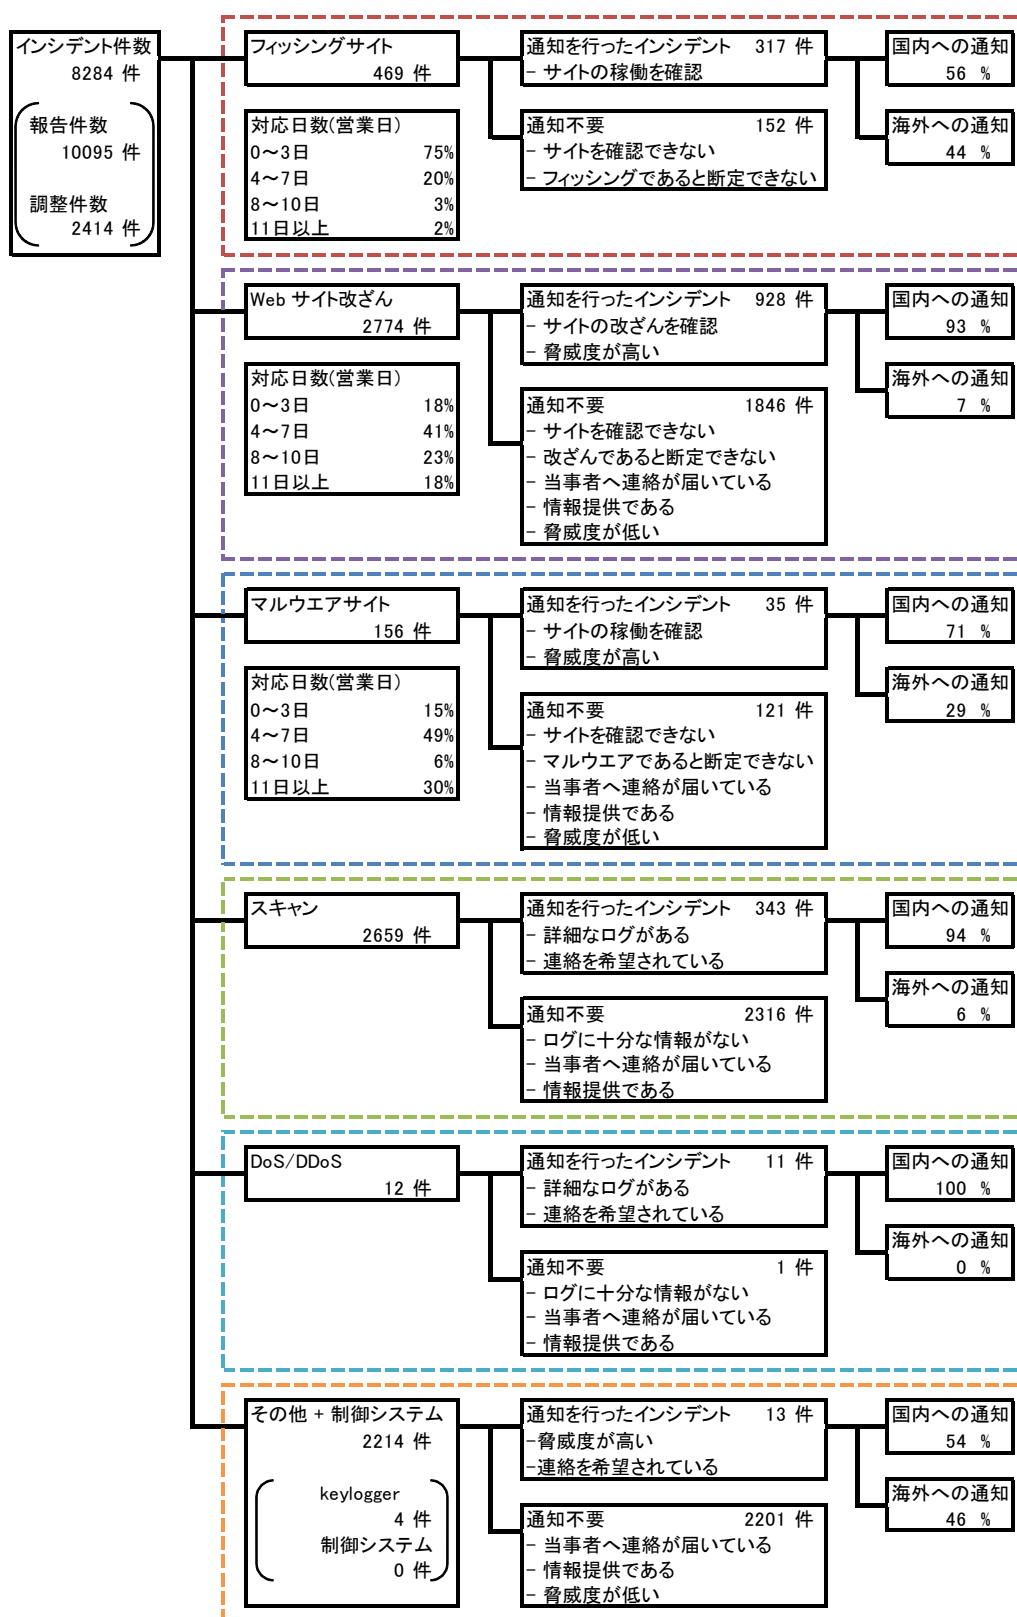 インシデント件数
8284 件
報告件数
10095 件
調整件数
2414 件
フィッシングサイト
469 件
対応日数(営業日)
0～3日 75%
4～7日 20%
8～10日 3%
11日以上 2%
通知を行ったインシデント 317 件
- サイトの稼働を確認
通知不要 152 件
- サイトを確認できない
- フィッシングであると断定できない
国内への通知
56 %
海外への通知
44 %
Web サイト改ざん
2774 件
対応日数(営業日)
0～3日 18%
4～7日 41%
8～10日 23%
11日以上 18%
通知を行ったインシデント 928 件
- サイトの改ざんを確認
- 脅威度が高い
通知不要 1846 件
- サイトを確認できない
- 改ざんであると断定できない
- 当事者へ連絡が届いている
- 情報提供である
- 脅威度が低い
国内への通知
93 %
海外への通知
7 %
マルウエアサイト
156 件
対応日数(営業日)
0～3日 15%
4～7日 49%
8～10日 6%
11日以上 30%
通知を行ったインシデント 35 件
- サイトの稼働を確認
- 脅威度が高い
通知不要 121 件
- サイトを確認できない
- マルウエアであると断定できない
- 当事者へ連絡が届いている
- 情報提供である
- 脅威度が低い
国内への通知
71 %
海外への通知
29 %
スキャン
2659 件
通知を行ったインシデント 343 件
- 詳細なログがある
- 連絡を希望されている
通知不要 2316 件
- ログに十分な情報がない
- 当事者へ連絡が届いている
- 情報提供である
国内への通知
94 %
海外への通知
6 %
DoS/DDoS
12 件
通知を行ったインシデント 11 件
- 詳細なログがある
- 連絡を希望されている
通知不要 1 件
- ログに十分な情報がない
- 当事者へ連絡が届いている
- 情報提供である
国内への通知
100 %
海外への通知
0 %
その他 + 制御システム
2214 件
keylogger
4 件
制御システム
0 件
通知を行ったインシデント 13 件
-脅威度が高い
-連絡を希望されている
通知不要 2201 件
- 当事者へ連絡が届いている
- 情報提供である
- 脅威度が低い
国内への通知
54 %
海外への通知
46 %